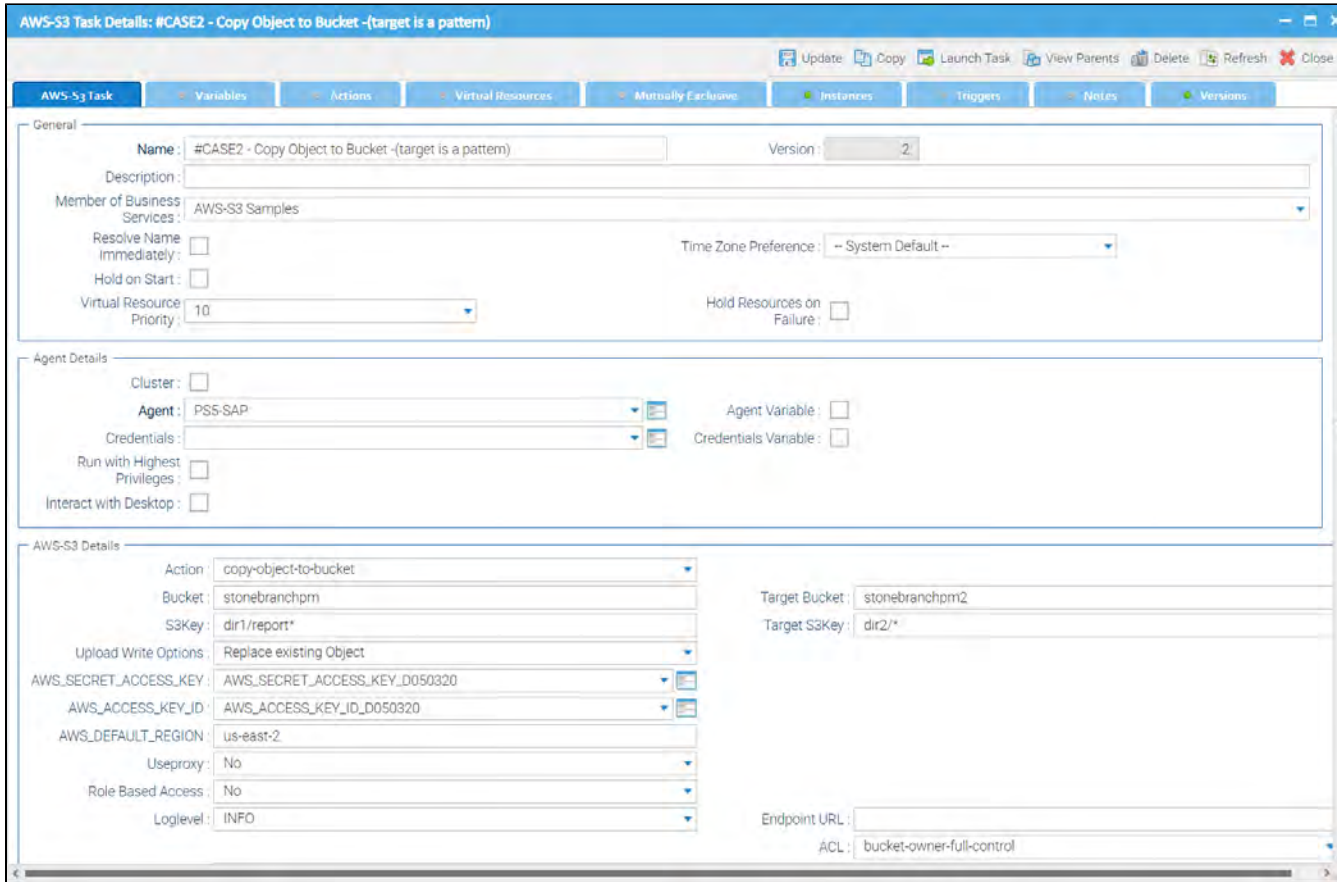 AWS-S3 Task Details: #CASE2 - Copy Object to Bucket -(target is a pattern)
Update Copy Launch Task View Parents Delete Refresh Close
AWS-S3 Task Variables Actions Virtual Resources Mutually Exclusive Instances Triggers Notes Versions
General
Name : #CASE2 - Copy Object to Bucket -(target is a pattern) Version : 2
Description :
Member of Business Services : AWS-S3 Samples
Resolve Name Immediately : Time Zone Preference : -- System Default --
Hold on Start :
Virtual Resource Priority : 10 Hold Resources on Failure :
Agent Details
Cluster :
Agent : PS5-SAP Agent Variable :
Credentials : Credentials Variable :
Run with Highest Privileges :
Interact with Desktop :
AWS-S3 Details
Action : copy-object-to-bucket
Bucket : stonebranchpm Target Bucket : stonebranchpm2
S3Key : dir1/report* Target S3Key : dir2/*
Upload Write Options : Replace existing Object
AWS_SECRET_ACCESS_KEY : AWS_SECRET_ACCESS_KEY_D050320
AWS_ACCESS_KEY_ID : AWS_ACCESS_KEY_ID_D050320
AWS_DEFAULT_REGION : us-east-2
Useproxy : No
Role Based Access : No
Loglevel : INFO Endpoint URL :
ACL : bucket-owner-full-control